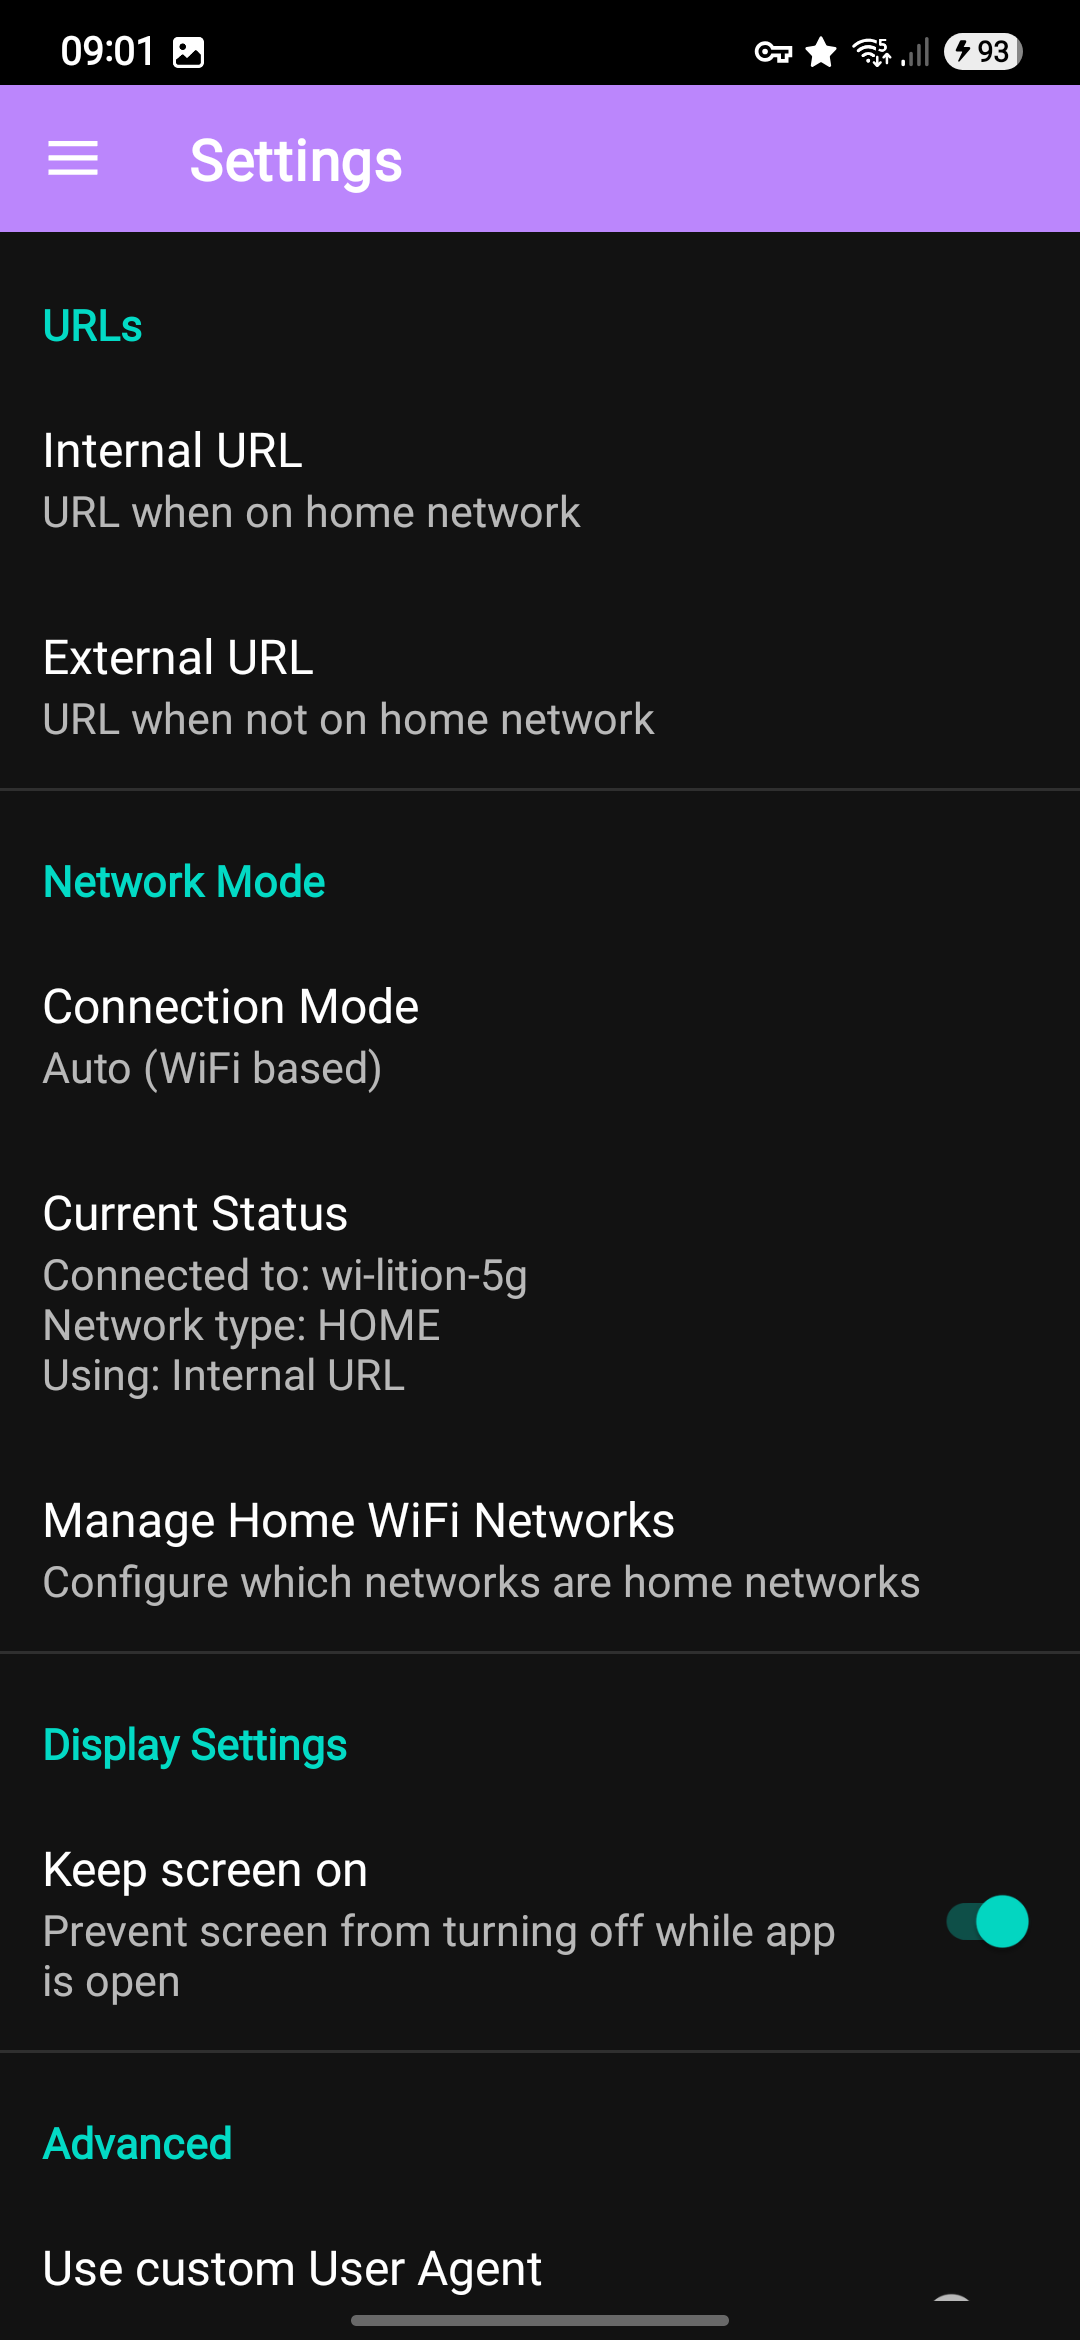 09:01
5
93
Settings
URLs
Internal URL
URL when on home network
External URL
URL when not on home network
Network Mode
Connection Mode
Auto (WiFi based)
Current Status
Connected to: wi-lition-5g
Network type: HOME
Using: Internal URL
Manage Home WiFi Networks
Configure which networks are home networks
Display Settings
Keep screen on
Prevent screen from turning off while app
is open
Advanced
Use custom User Agent